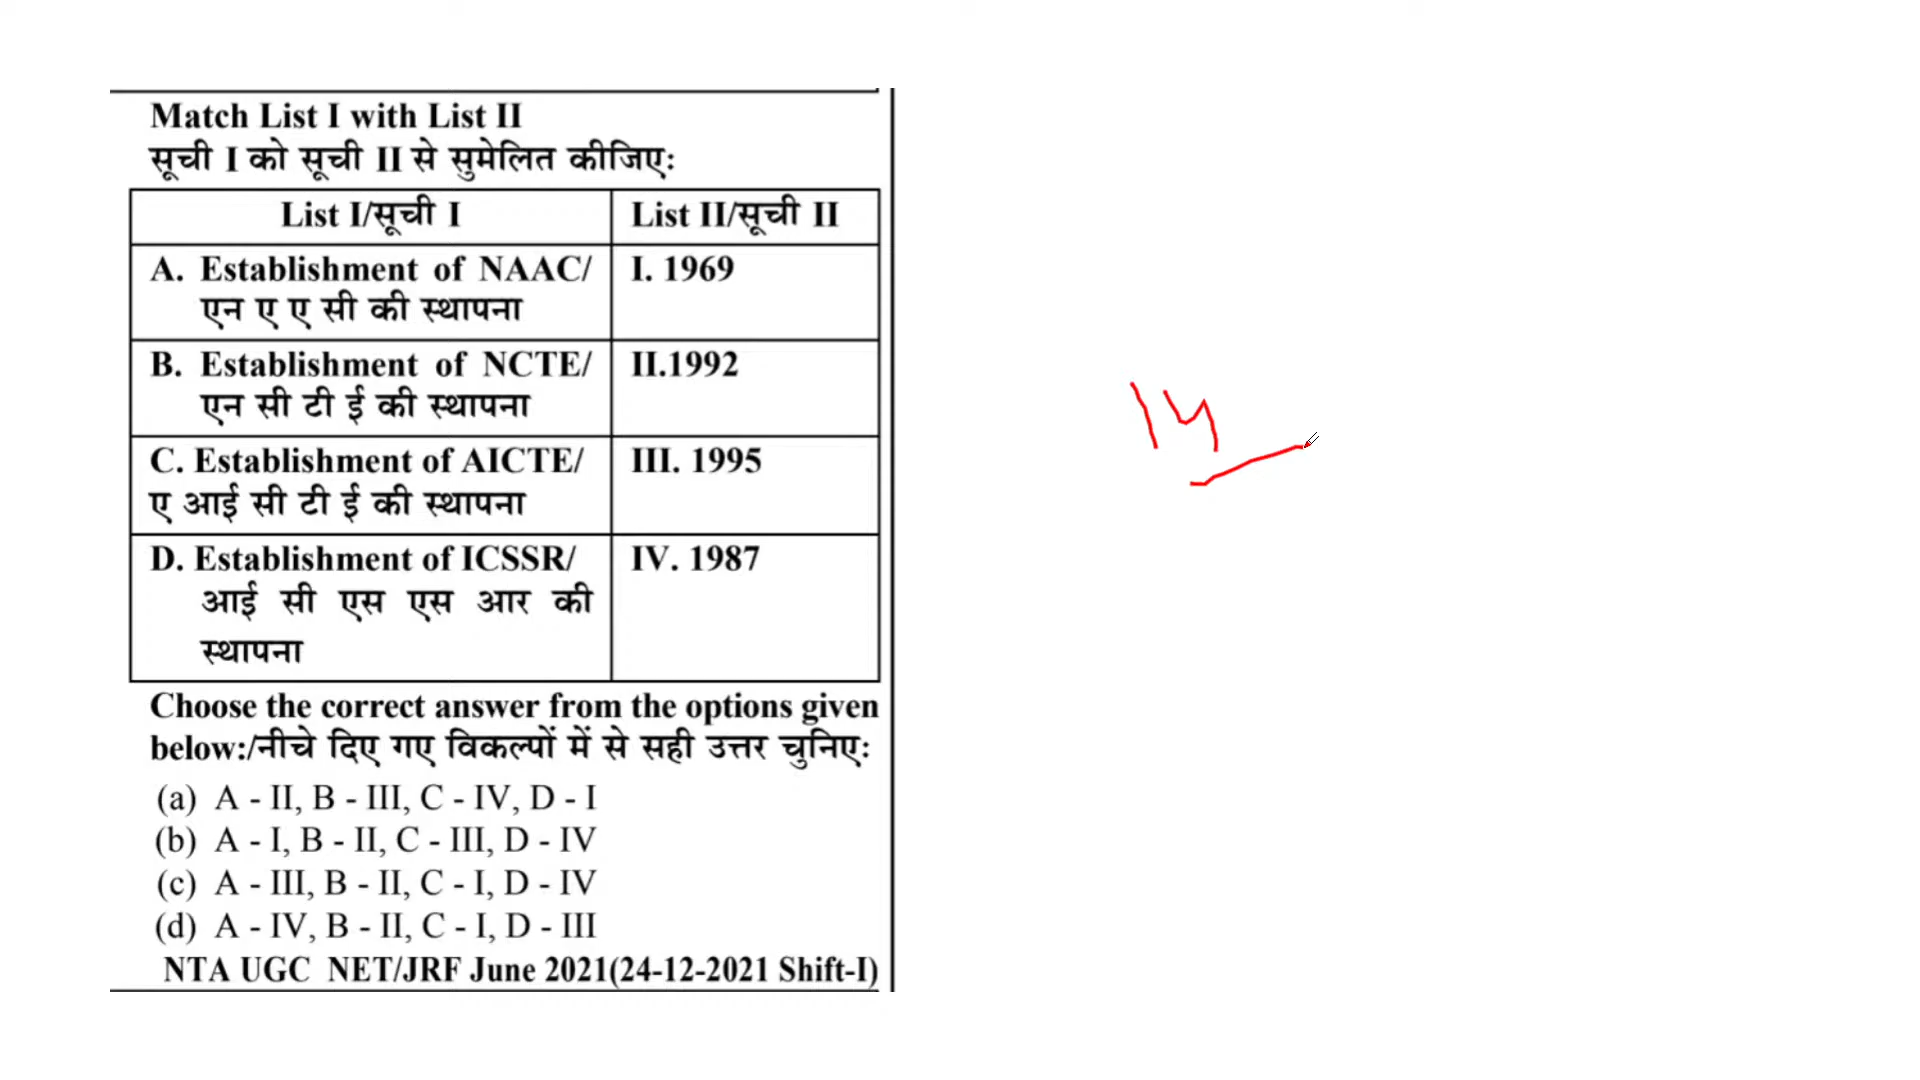 Match List I with List II
सूची I को सूची II से सुमेलित कीजिए:
List I/सूची I
List II/सूची II
A. Establishment of NAAC/
एन ए ए सी की स्थापना
I. 1969
B. Establishment of NCTE/
एन सी टी ई की स्थापना
II.1992
C. Establishment of AICTE/
ए आई सी टी ई की स्थापना
III. 1995
D. Establishment of ICSSR/
आई सी एस एस आर की
स्थापना
IV. 1987
Choose the correct answer from the options given
below:/नीचे दिए गए विकल्पों में से सही उत्तर चुनिए:
(a) A - II, B - III, C - IV, D - I
(b) A - I, B - II, C - III, D - IV
(c) A - III, B - II, C - I, D - IV
(d) A - IV, B - II, C - I, D - III
NTA UGC NET/JRF June 2021(24-12-2021 Shift-I)